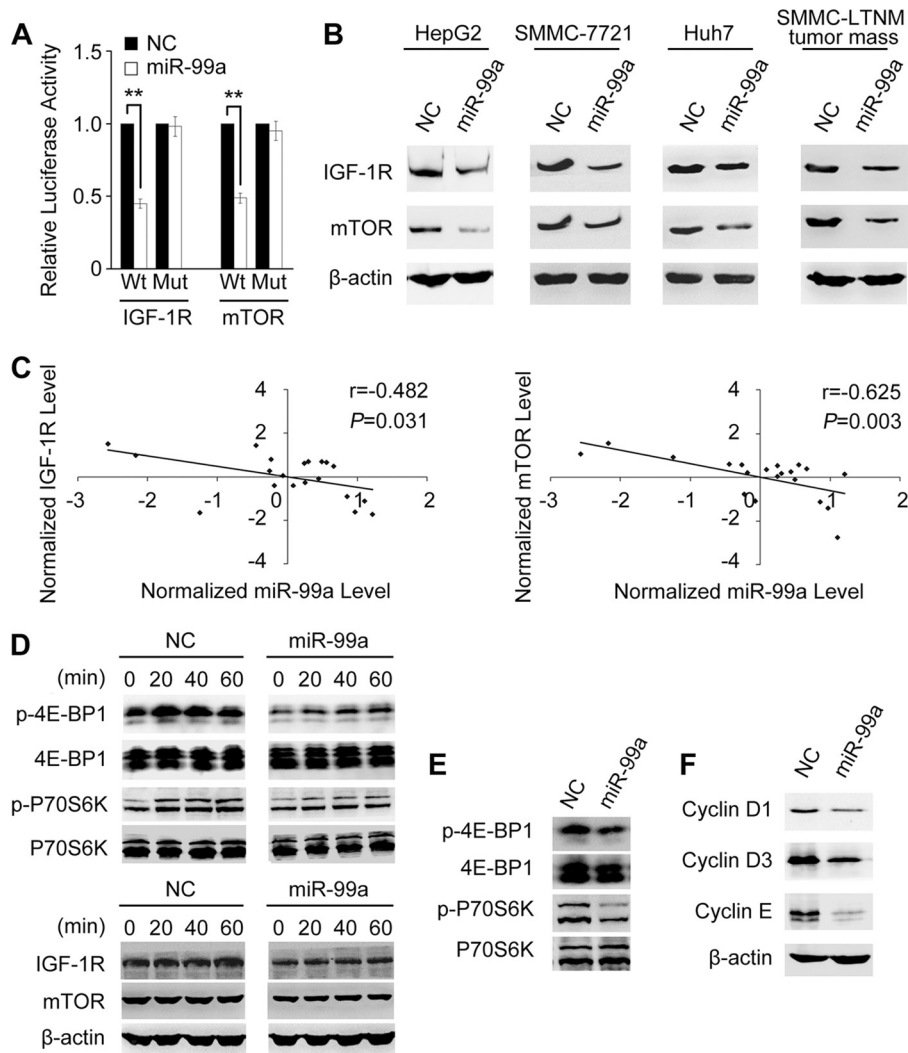 A
NC
miR-99a
Relative Luciferase Activity
1.5
1.0
0.5
0
**
**
Wt Mut Wt Mut
IGF-1R mTOR
B
HepG2 SMMC-7721 Huh7 SMMC-LTNM tumor mass
NC miR-99a NC miR-99a NC miR-99a NC miR-99a
IGF-1R
mTOR
β-actin
C
Normalized IGF-1R Level
r=-0.482
P=0.031
4
2
-2
-4
-3 -2 -1 0 1 2
Normalized miR-99a Level
Normalized mTOR Level
r=-0.625
P=0.003
4
2
-2
-4
-3 -2 -1 0 1 2
Normalized miR-99a Level
D
NC miR-99a
(min) 0 20 40 60 0 20 40 60
p-4E-BP1
4E-BP1
p-P70S6K
P70S6K
NC miR-99a
(min) 0 20 40 60 0 20 40 60
IGF-1R
mTOR
β-actin
E
NC miR-99a
p-4E-BP1
4E-BP1
p-P70S6K
P70S6K
F
NC miR-99a
Cyclin D1
Cyclin D3
Cyclin E
β-actin